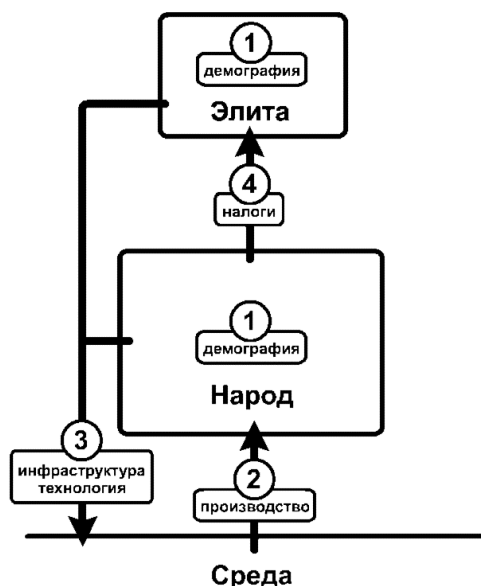 1
демография
Элита
4
налоги
1
демография
Народ
3
инфраструктура
технология
2
производство
Среда